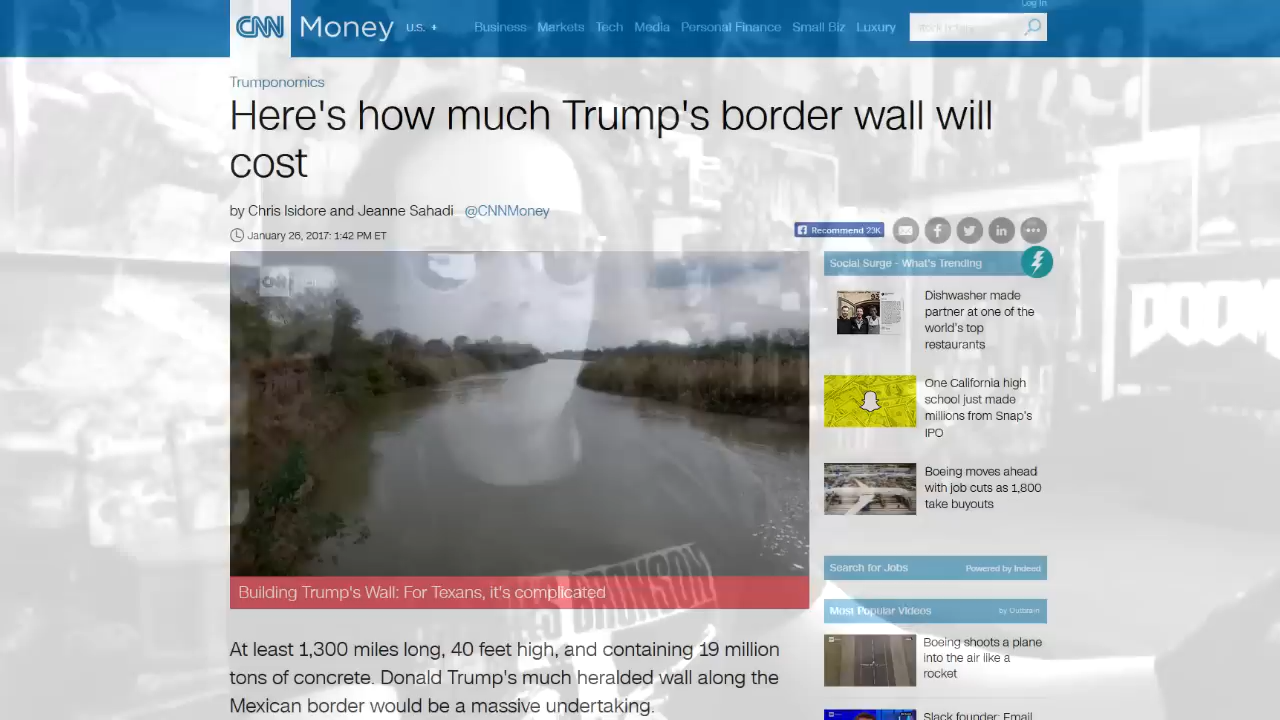 Log In
CNN Money U.S. +
Business Markets Tech Media Personal Finance Small Biz Luxury
Trumponomics
Here's how much Trump's border wall will
cost
by Chris Isidore and Jeanne Sahadi @CNNMoney
January 26, 2017: 1:42 PM ET
Recommend 23K
CNN
Building Trump's Wall: For Texans, it's complicated
BRONSON
At least 1,300 miles long, 40 feet high, and containing 19 million
tons of concrete. Donald Trump's much heralded wall along the
Mexican border would be a massive undertaking.
Social Surge - What's Trending
Dishwasher made
partner at one of the
world's top
restaurants
One California high
school just made
millions from Snap's
IPO
Boeing moves ahead
with job cuts as 1,800
take buyouts
Search for Jobs Powered by Indeed
Most Popular Videos by Outbrain
Boeing shoots a plane
into the air like a
rocket
Slack founder: Email
DOOM